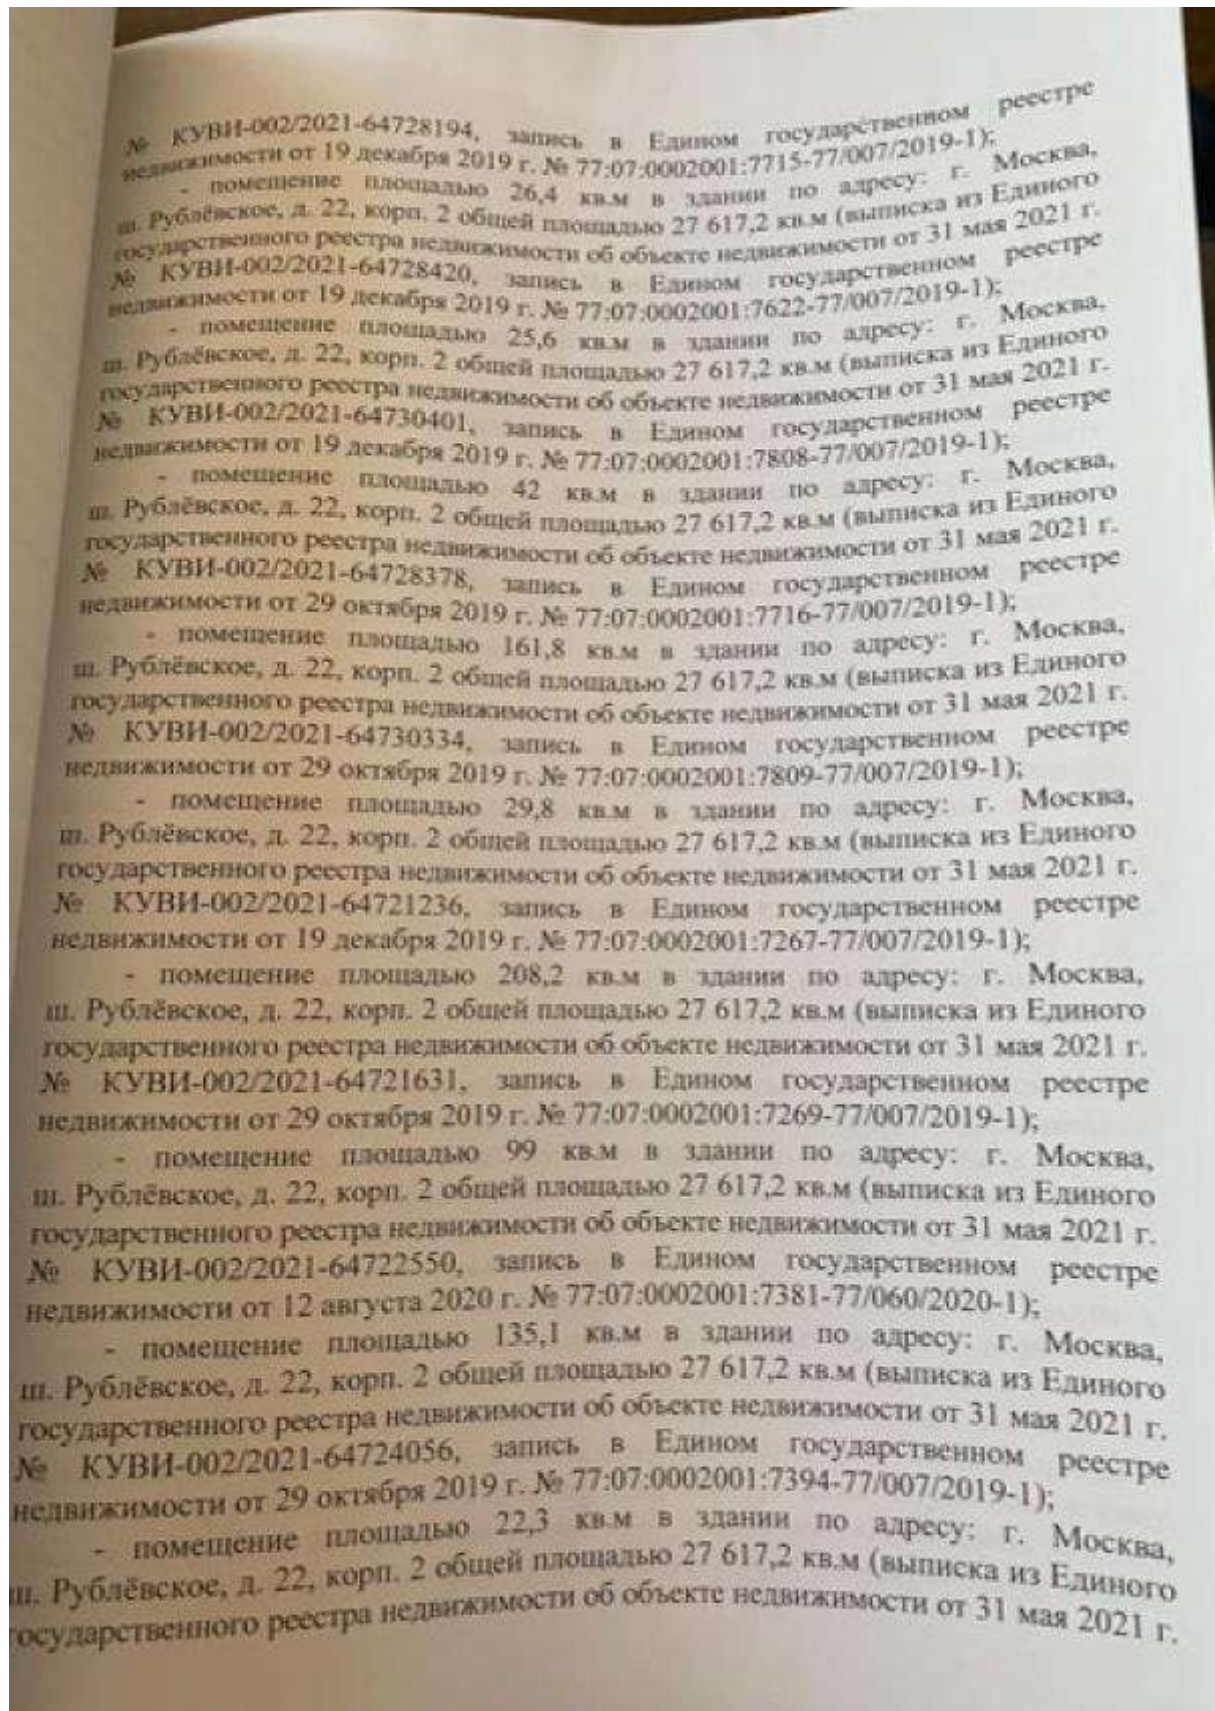 № КУВИ-002/2021-64728194, запись в Едином государственном реестре
недвижимости от 19 декабря 2019 г. № 77:07:0002001:7715-77/007/2019-1);
- помещение площадью 26,4 кв.м в здании по адресу: г. Москва,
ш. Рублёвское, д. 22, корп. 2 общей площадью 27 617,2 кв.м (выписка из Единого
государственного реестра недвижимости об объекте недвижимости от 31 мая 2021 г.
№ КУВИ-002/2021-64728420, запись в Едином государственном реестре
недвижимости от 19 декабря 2019 г. № 77:07:0002001:7622-77/007/2019-1);
- помещение площадью 25,6 кв.м в здании по адресу: г. Москва,
ш. Рублёвское, д. 22, корп. 2 общей площадью 27 617,2 кв.м (выписка из Единого
государственного реестра недвижимости об объекте недвижимости от 31 мая 2021 г.
№ КУВИ-002/2021-64730401, запись в Едином государственном реестре
недвижимости от 19 декабря 2019 г. № 77:07:0002001:7808-77/007/2019-1);
- помещение площадью 42 кв.м в здании по адресу: г. Москва,
ш. Рублёвское, д. 22, корп. 2 общей площадью 27 617,2 кв.м (выписка из Единого
государственного реестра недвижимости об объекте недвижимости от 31 мая 2021 г.
№ КУВИ-002/2021-64728378, запись в Едином государственном реестре
недвижимости от 29 октября 2019 г. № 77:07:0002001:7716-77/007/2019-1);
- помещение площадью 161,8 кв.м в здании по адресу: г. Москва,
ш. Рублёвское, д. 22, корп. 2 общей площадью 27 617,2 кв.м (выписка из Единого
государственного реестра недвижимости об объекте недвижимости от 31 мая 2021 г.
№ КУВИ-002/2021-64730334, запись в Едином государственном реестре
недвижимости от 29 октября 2019 г. № 77:07:0002001:7809-77/007/2019-1);
- помещение площадью 29,8 кв.м в здании по адресу: г. Москва,
ш. Рублёвское, д. 22, корп. 2 общей площадью 27 617,2 кв.м (выписка из Единого
государственного реестра недвижимости об объекте недвижимости от 31 мая 2021 г.
№ КУВИ-002/2021-64721236, запись в Едином государственном реестре
недвижимости от 19 декабря 2019 г. № 77:07:0002001:7267-77/007/2019-1);
- помещение площадью 208,2 кв.м в здании по адресу: г. Москва,
ш. Рублёвское, д. 22, корп. 2 общей площадью 27 617,2 кв.м (выписка из Единого
государственного реестра недвижимости об объекте недвижимости от 31 мая 2021 г.
№ КУВИ-002/2021-64721631, запись в Едином государственном реестре
недвижимости от 29 октября 2019 г. № 77:07:0002001:7269-77/007/2019-1);
- помещение площадью 99 кв.м в здании по адресу: г. Москва,
ш. Рублёвское, д. 22, корп. 2 общей площадью 27 617,2 кв.м (выписка из Единого
государственного реестра недвижимости об объекте недвижимости от 31 мая 2021 г.
№ КУВИ-002/2021-64722550, запись в Едином государственном реестре
недвижимости от 12 августа 2020 г. № 77:07:0002001:7381-77/060/2020-1);
- помещение площадью 135,1 кв.м в здании по адресу: г. Москва,
ш. Рублёвское, д. 22, корп. 2 общей площадью 27 617,2 кв.м (выписка из Единого
государственного реестра недвижимости об объекте недвижимости от 31 мая 2021 г.
№ КУВИ-002/2021-64724056, запись в Едином государственном реестре
недвижимости от 29 октября 2019 г. № 77:07:0002001:7394-77/007/2019-1);
- помещение площадью 22,3 кв.м в здании по адресу: г. Москва,
ш. Рублёвское, д. 22, корп. 2 общей площадью 27 617,2 кв.м (выписка из Единого
государственного реестра недвижимости об объекте недвижимости от 31 мая 2021 г.